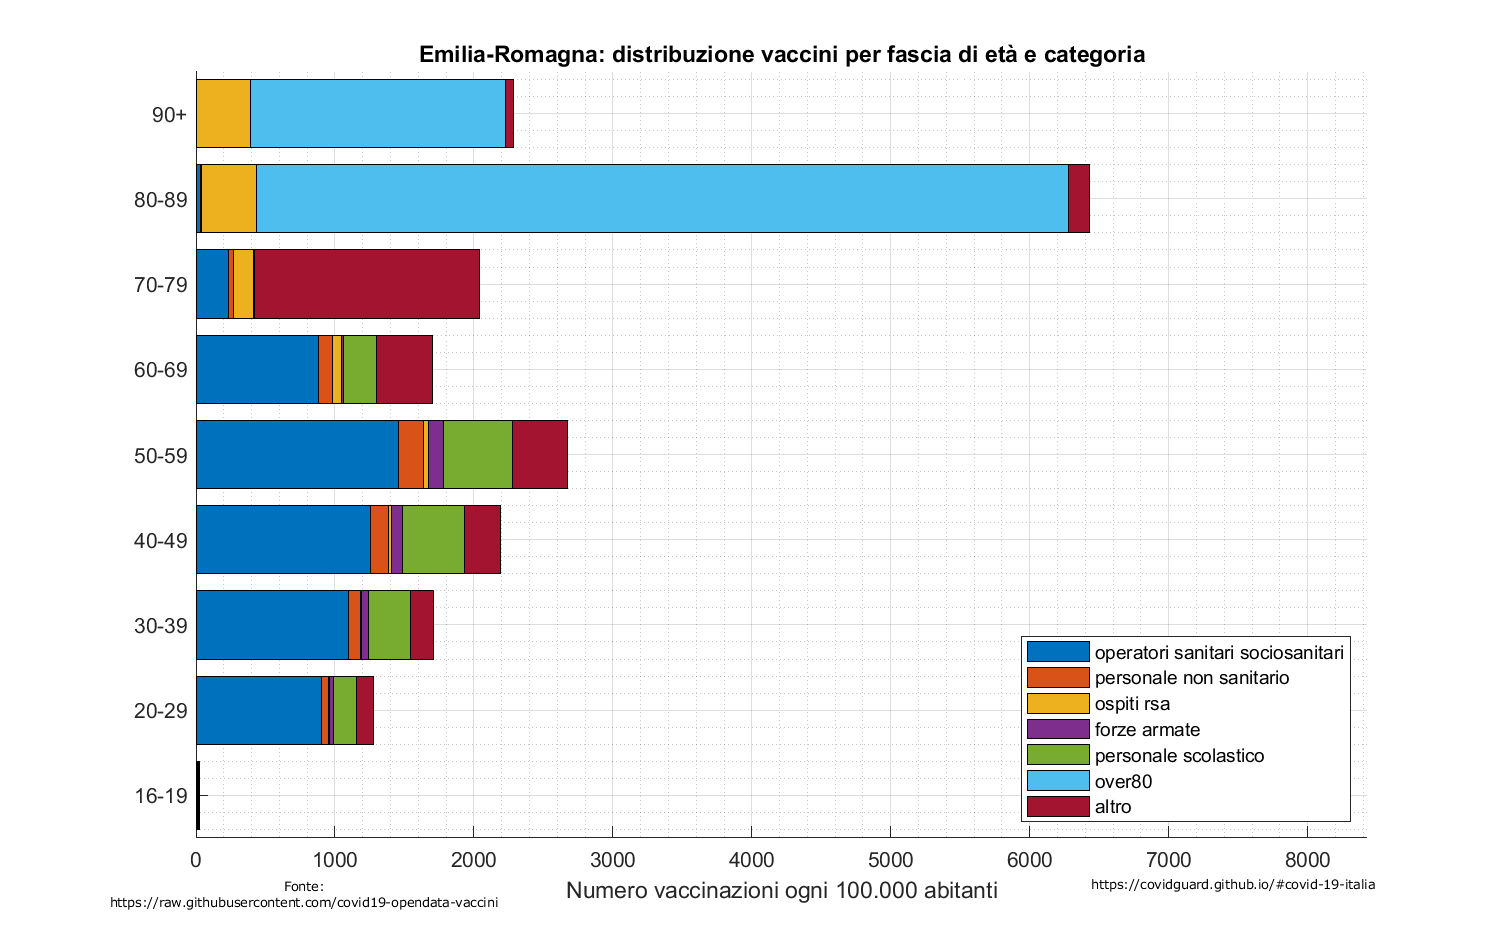 Emilia-Romagna: distribuzione vaccini per fascia di età e categoria
90+
80-89
70-79
60-69
50-59
40-49
30-39
20-29
16-19
operatori sanitari sociosanitari
personale non sanitario
ospiti rsa
forze armate
personale scolastico
over80
altro
0 1000 2000 3000 4000 5000 6000 7000 8000
Numero vaccinazioni ogni 100.000 abitanti
Fonte:
https://raw.githubusercontent.com/covid19-opendata-vaccini
https://covidguard.github.io/#covid-19-italia